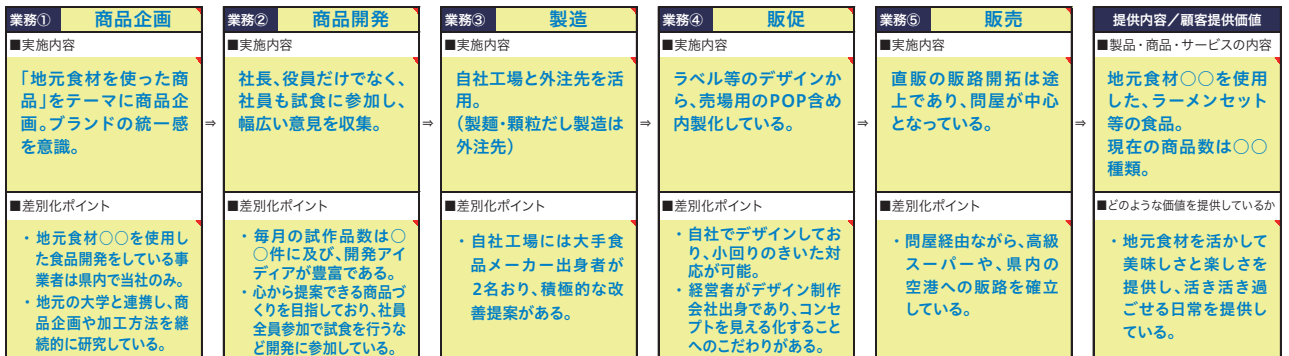 業務① 商品企画
■実施内容
「地元食材を使った商
品」をテーマに商品企
画。ブランドの統一感
を意識。
■差別化ポイント
・地元食材○○を使用し
た食品開発をしている事
業者は県内で当社のみ。
・地元の大学と連携し、商
品企画や加工方法を継
続的に研究している。
⇒
業務② 商品開発
■実施内容
社長、役員だけでなく、
社員も試食に参加し、
幅広い意見を収集。
■差別化ポイント
・毎月の試作品数は○
○件に及び、開発アイ
ディアが豊富である。
・心から提案できる商品づ
くりを目指しており、社員
全員参加で試食を行うな
ど開発に参加している。
⇒
業務③ 製造
■実施内容
自社工場と外注先を活
用。
（製麺・顆粒だし製造は
外注先）
■差別化ポイント
・自社工場には大手食
品メーカー出身者が
2名おり、積極的な改
善提案がある。
⇒
業務④ 販促
■実施内容
ラベル等のデザインか
ら、売場用のPOP含め
内製化している。
■差別化ポイント
・自社でデザインしてお
り、小回りのきいた対
応が可能。
・経営者がデザイン制作
会社出身であり、コンセ
プトを見える化すること
へのこだわりがある。
⇒
業務⑤ 販売
■実施内容
直販の販路開拓は途
上であり、問屋が中心
となっている。
■差別化ポイント
・問屋経由ながら、高級
スーパーや、県内の
空港への販路を確立
している。
⇒
提供内容／顧客提供価値
■製品・商品・サービスの内容
地元食材○○を使用
した、ラーメンセット
等の食品。
現在の商品数は○○
種類。
■どのような価値を提供しているか
・地元食材を活かして
美味しさと楽しさを
提供し、活き活き過
ごせる日常を提供し
ている。